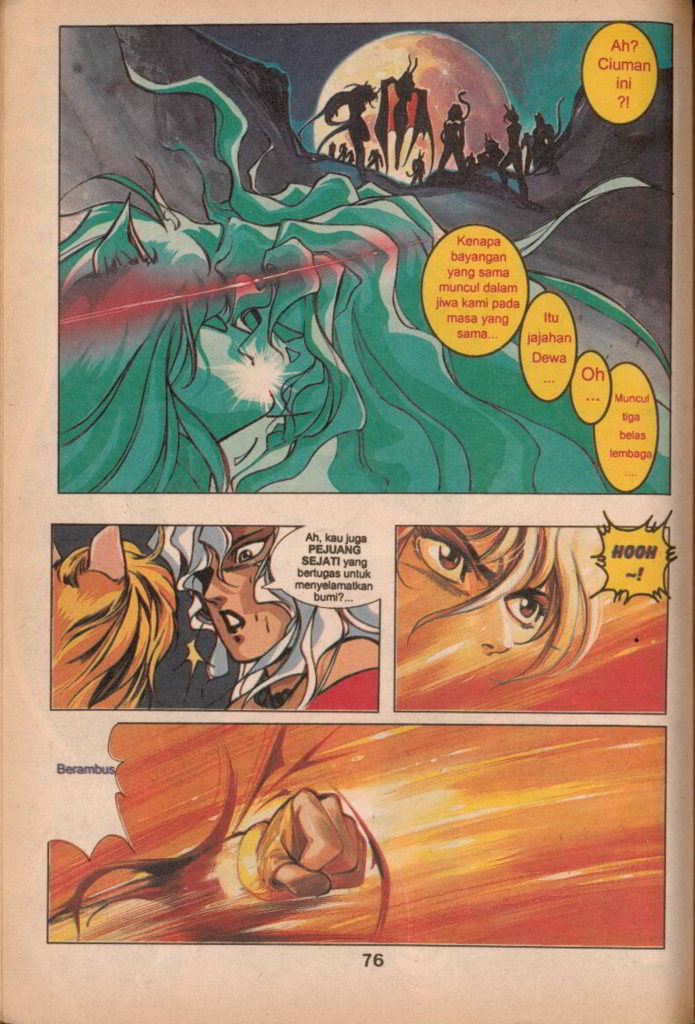 Ah?
Ciuman
ini
?!
Kenapa
bayangan
yang sama
muncul dalam
jiwa kami pada
masa yang
sama...
Itu
jajahan
Dewa
...
Oh
...
Muncul
tiga
belas
lembaga
....
Ah, kau juga
PEJUANG
SEJATI yang
bertugas untuk
menyelamatkan
bumi?...
HOOH
~!
Berambus
76